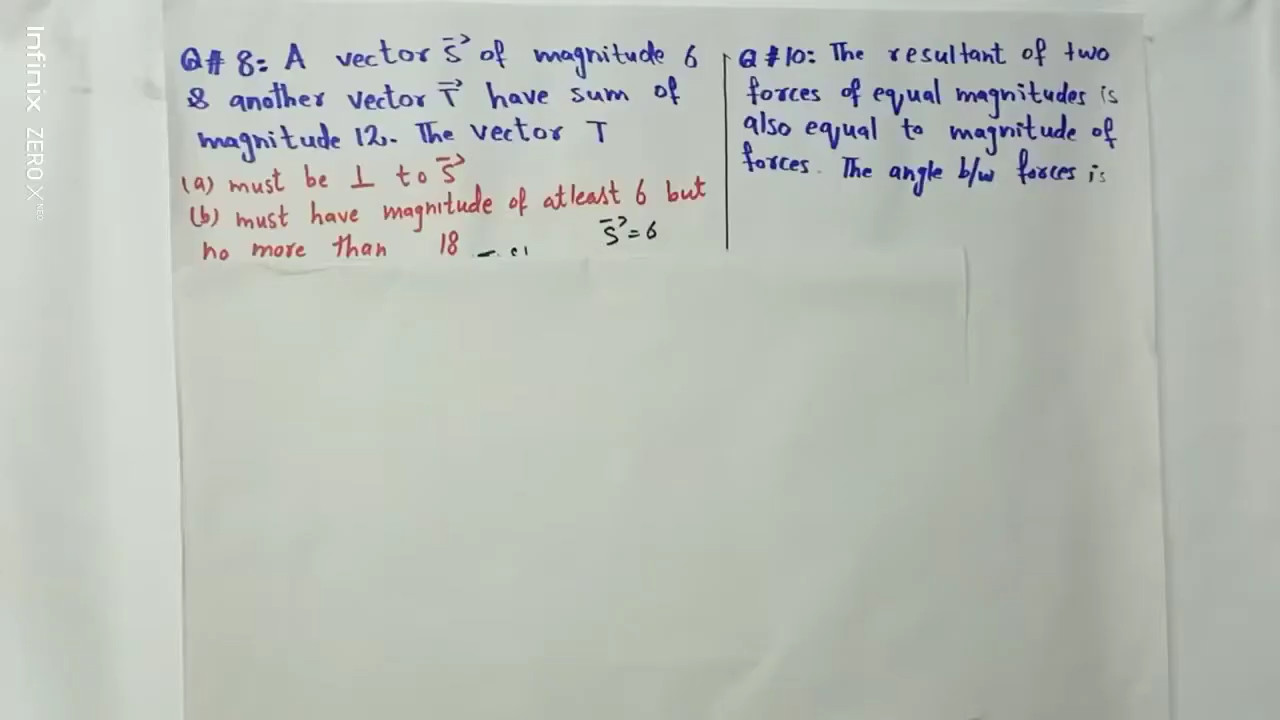 Q# 8: A vector S⃗ of magnitude 6
& another vector T⃗ have sum of
magnitude 12. The vector T
(a) must be ⊥ to S⃗
(b) must have magnitude of atleast 6 but
no more than 18
S⃗ = 6
Q #10: The resultant of two
forces of equal magnitudes is
also equal to magnitude of
forces. The angle b/w forces is
Infinix ZERO X NEO